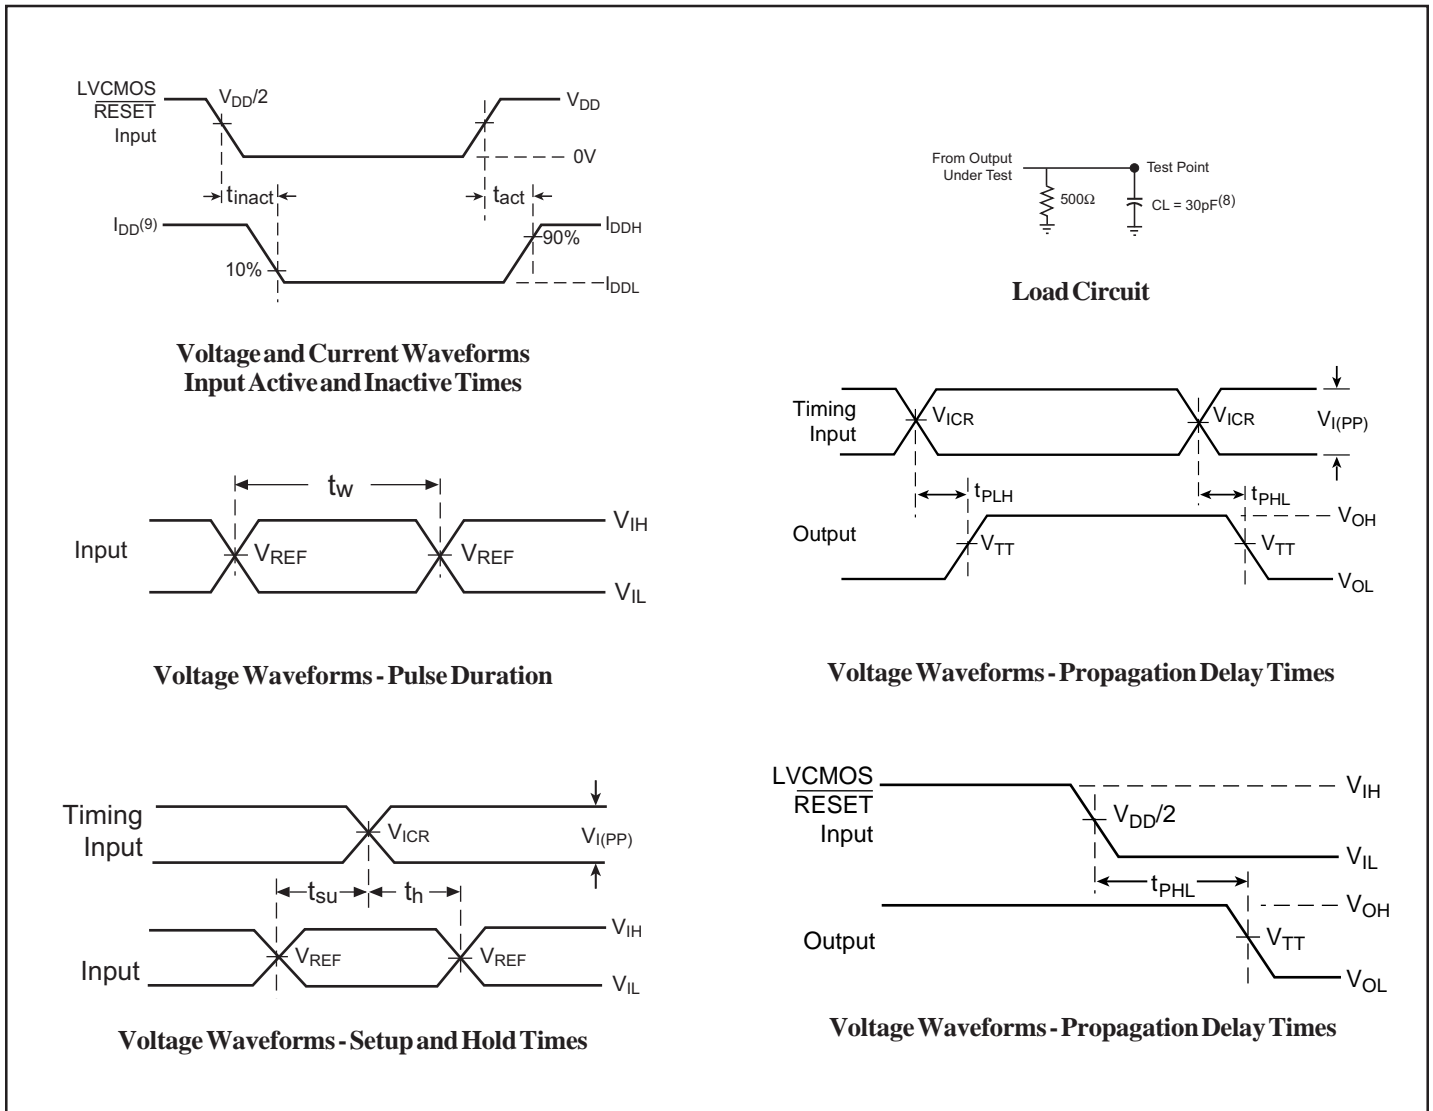 LVCMOS
RESET
Input
VDD/2
VDD
0V
tinact
tact
IDD(9)
IDDH
90%
10%
IDDL
Voltage and Current Waveforms
Input Active and Inactive Times
From Output
Under Test
Test Point
500Ω
CL = 30pF(8)
Load Circuit
tw
Input
VREF
VREF
VIH
VIL
Voltage Waveforms - Pulse Duration
Timing
Input
VICR
VICR
VI(PP)
tPLH
tPHL
Output
VTT
VTT
VOH
VOL
Voltage Waveforms - Propagation Delay Times
Timing
Input
VICR
VI(PP)
tsu
th
Input
VREF
VREF
VIH
VIL
Voltage Waveforms - Setup and Hold Times
LVCMOS
RESET
Input
VDD/2
VIH
VIL
tPHL
Output
VTT
VOH
VOL
Voltage Waveforms - Propagation Delay Times